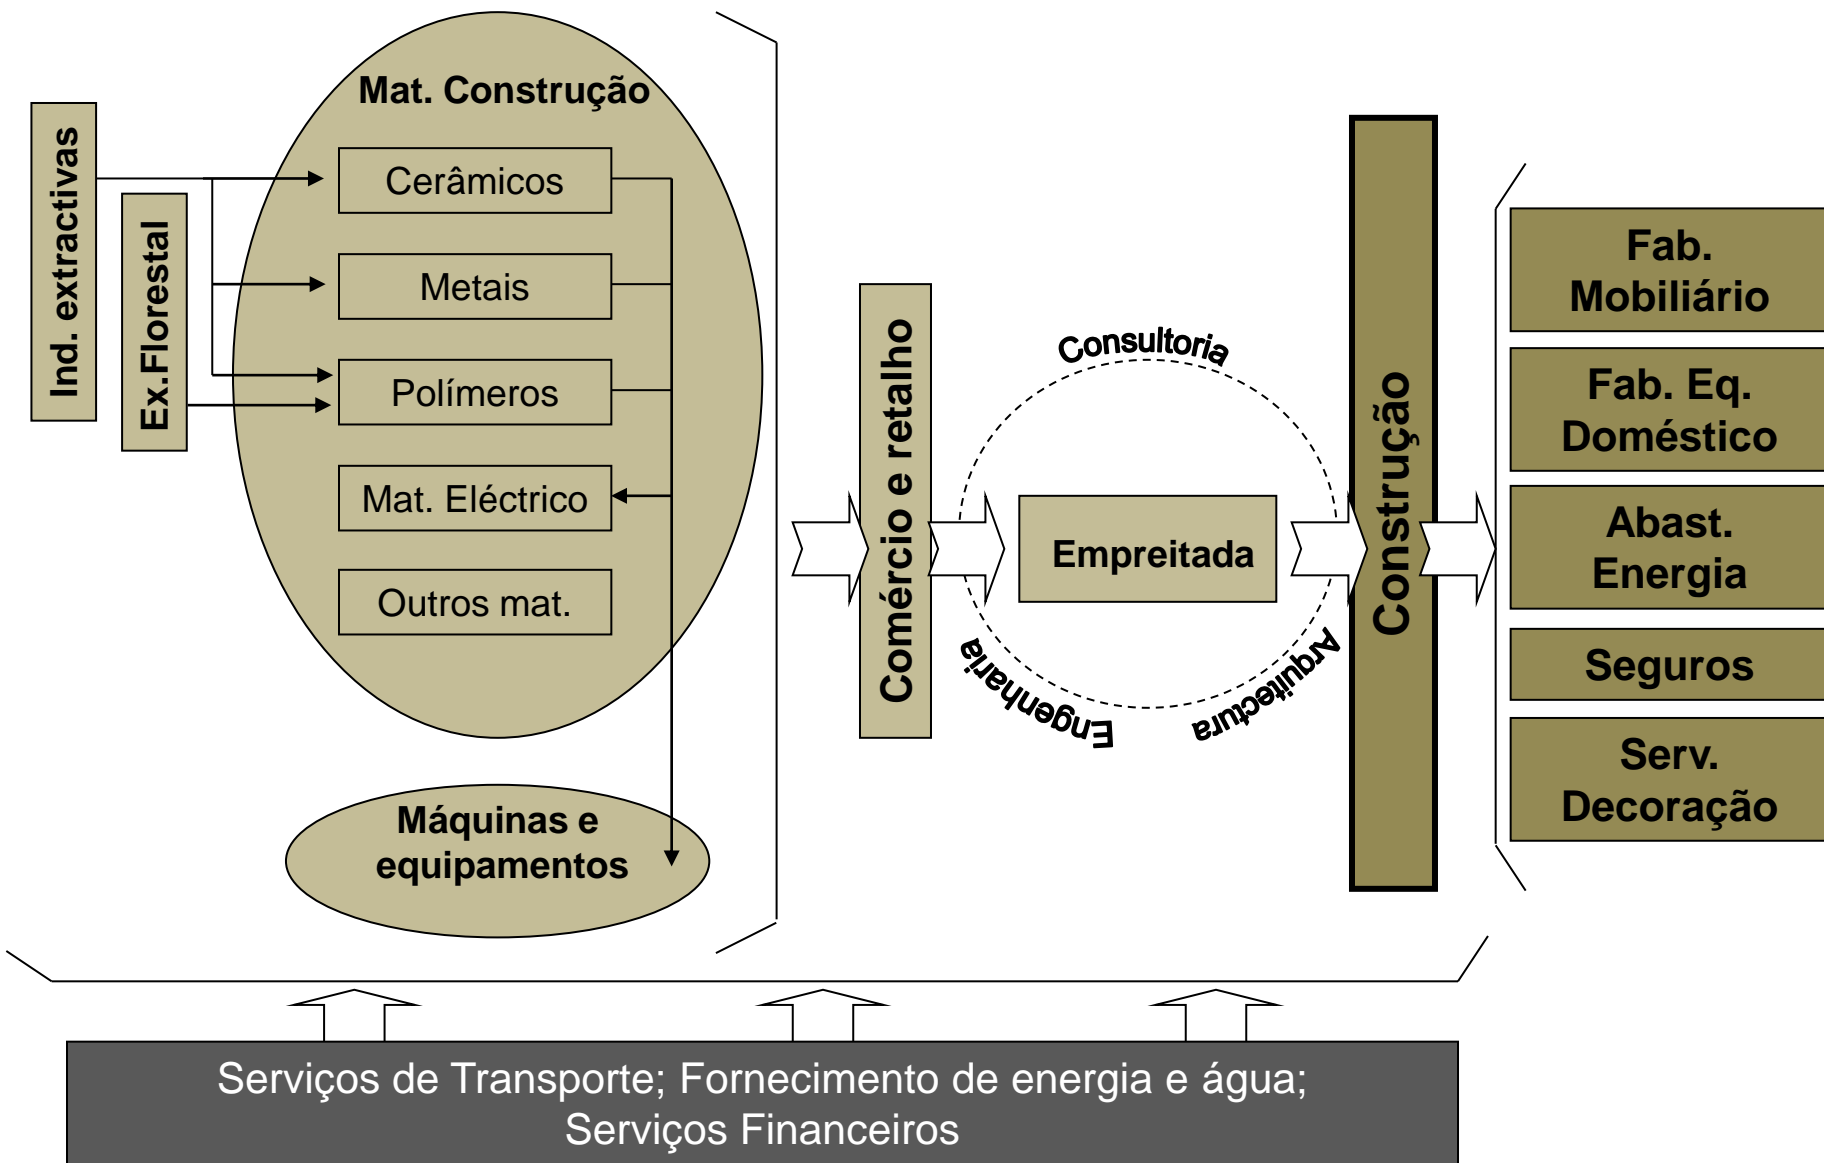 Mat. Construção
Ind. extractivas
Ex.Florestal
Cerâmicos
Metais
Polímeros
Mat. Eléctrico
Outros mat.
Máquinas e
equipamentos
Comércio e retalho
Consultoria
Empreitada
Engenharia
Arquitectura
Construção
Fab.
Mobiliário
Fab. Eq.
Doméstico
Abast.
Energia
Seguros
Serv.
Decoração
Serviços de Transporte; Fornecimento de energia e água;
Serviços Financeiros